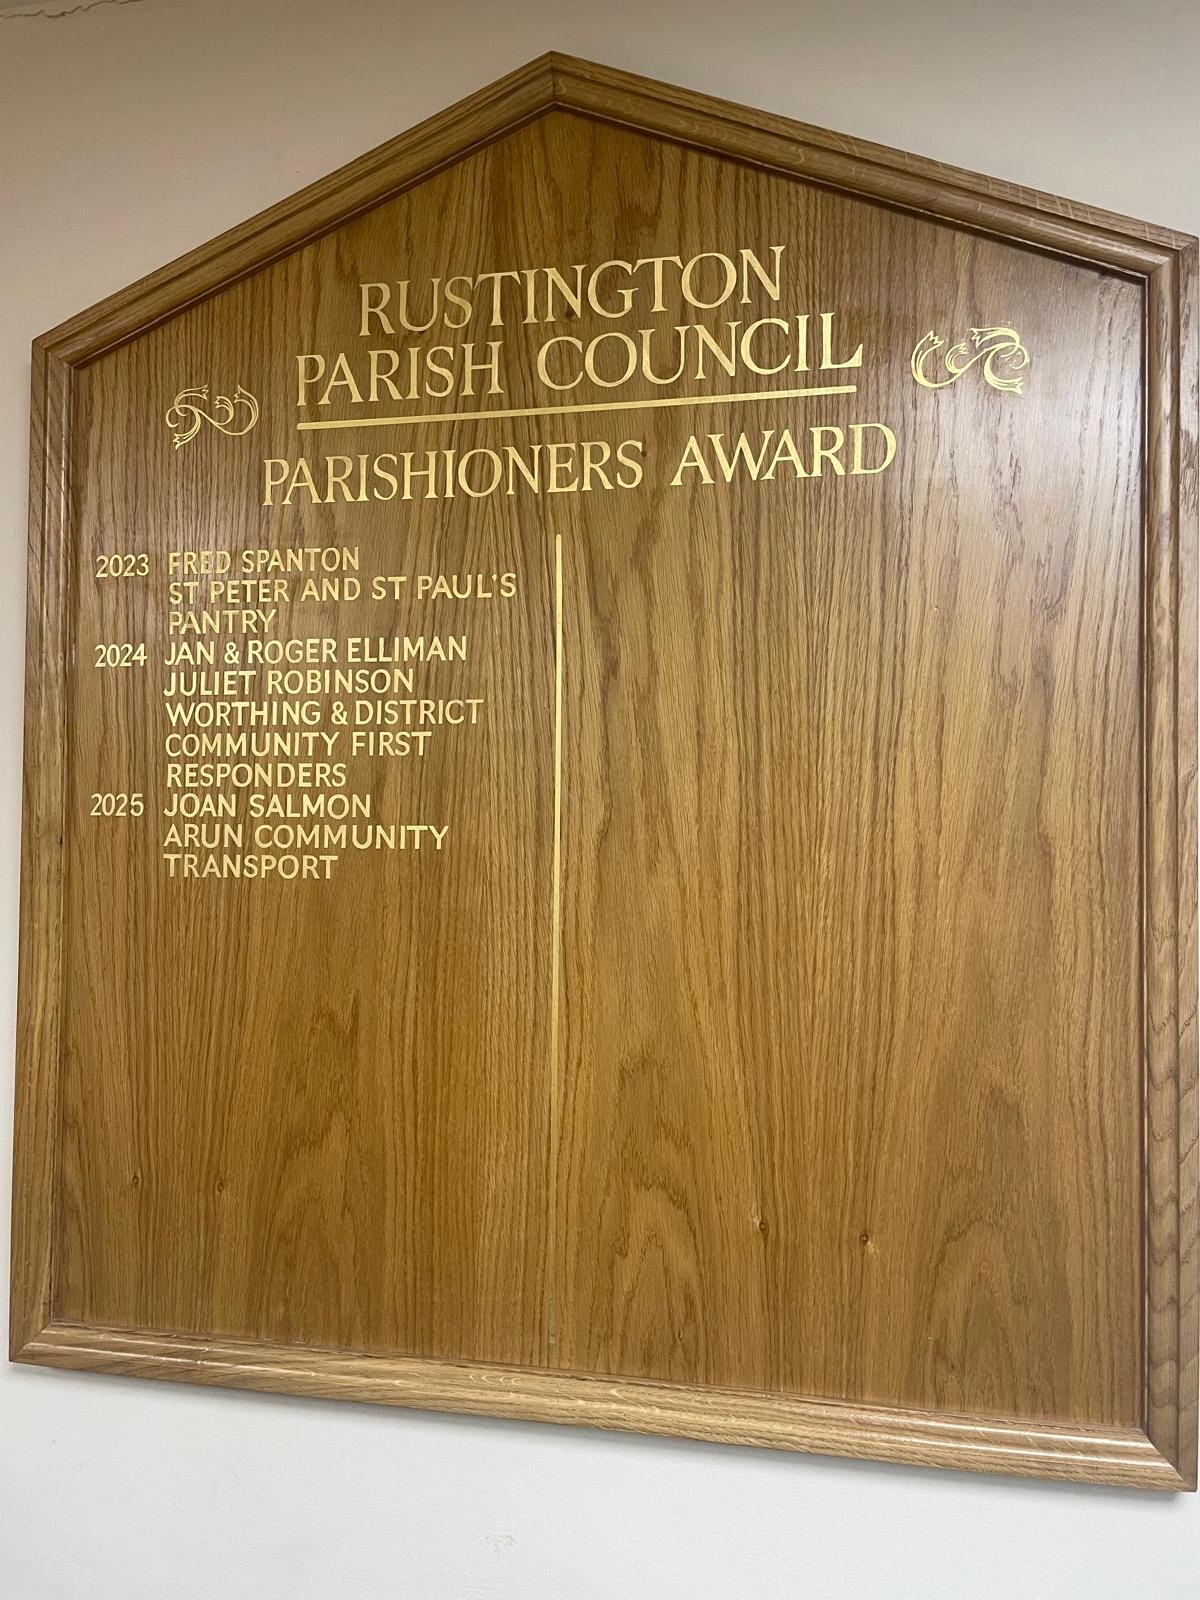 RUSTINGTON
PARISH COUNCIL
PARISHIONERS AWARD
2023 FRED SPANTON
ST PETER AND ST PAUL'S
PANTRY
2024 JAN & ROGER ELLIMAN
JULIET ROBINSON
WORTHING & DISTRICT
COMMUNITY FIRST
RESPONDERS
2025 JOAN SALMON
ARUN COMMUNITY
TRANSPORT